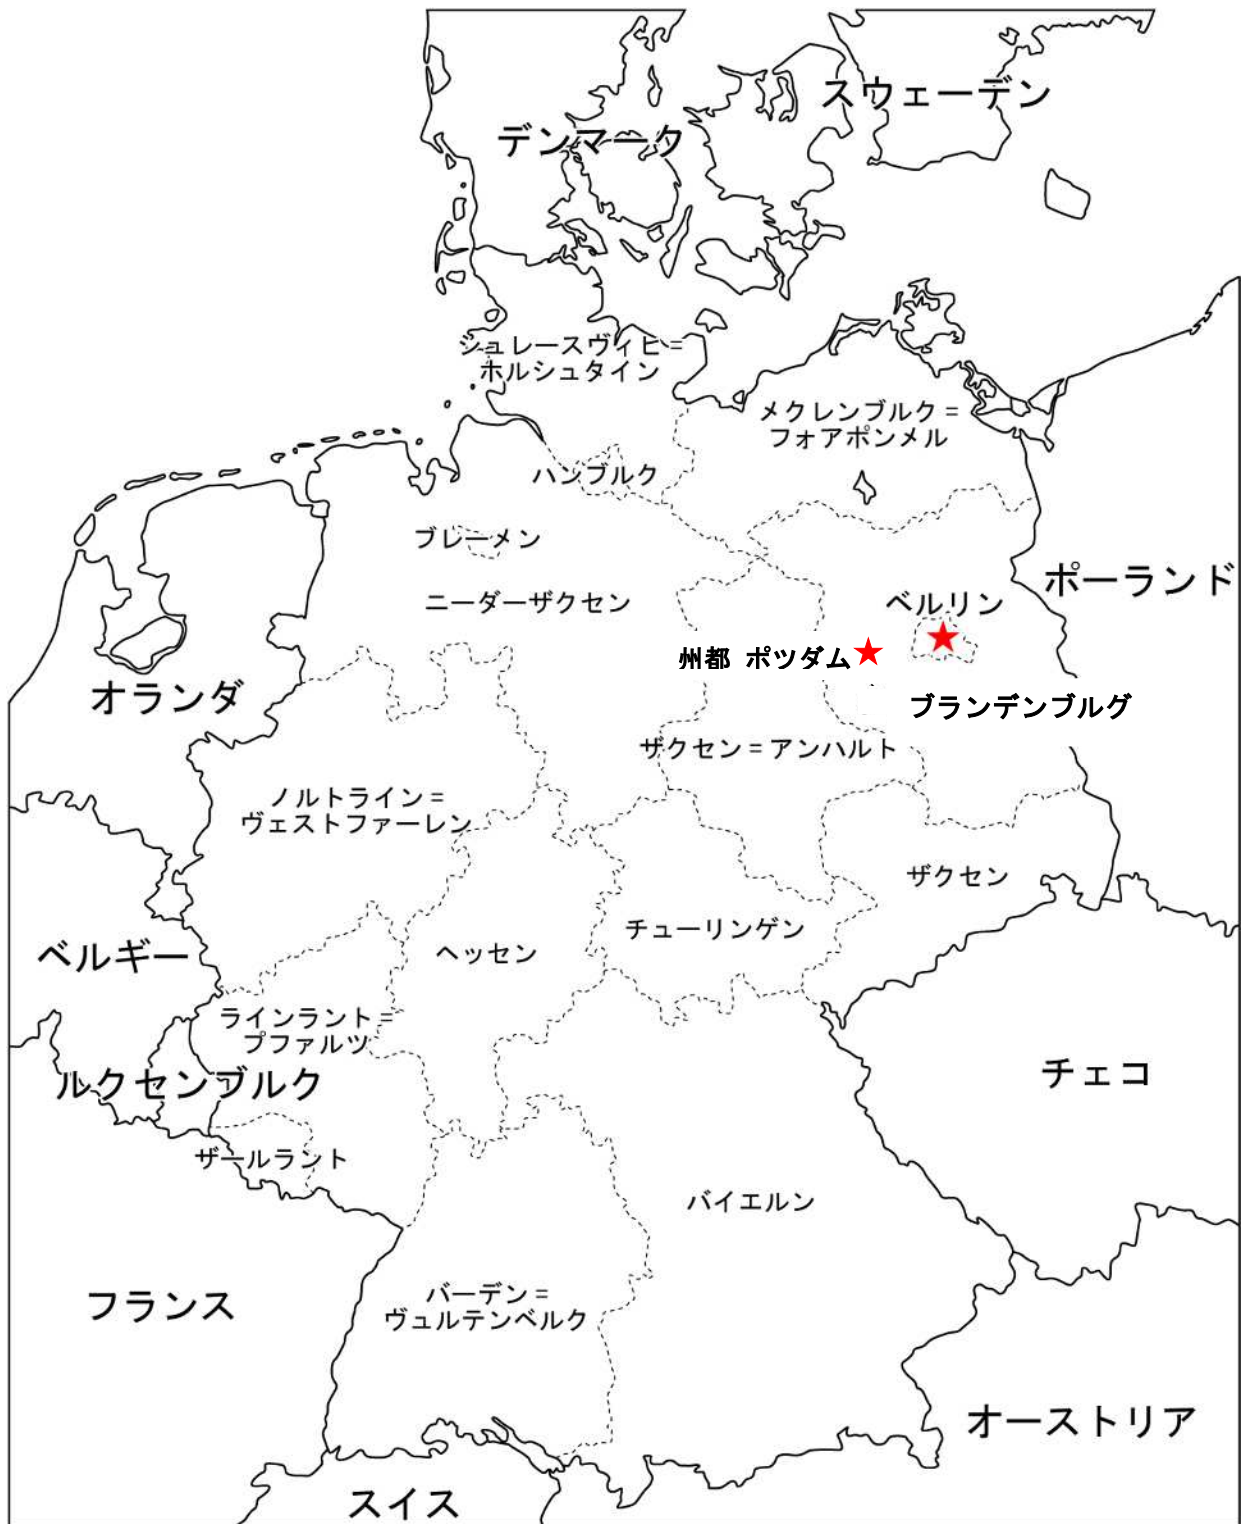 スウェーデン
デンマーク
シュレースヴィヒ=
ホルシュタイン
メクレンブルク=
フォアポンメル
ハンブルク
ブレーメン
ポーランド
ニーダーザクセン
ベルリン
州都 ポツダム
オランダ
ブランデンブルグ
ザクセン=アンハルト
ノルトライン=
ヴェストファーレン
ザクセン
チューリンゲン
ベルギー
ヘッセン
ラインラント=
プファルツ
チェコ
ルクセンブルク
ザールラント
バイエルン
フランス
バーデン=
ヴュルテンベルク
オーストリア
スイス